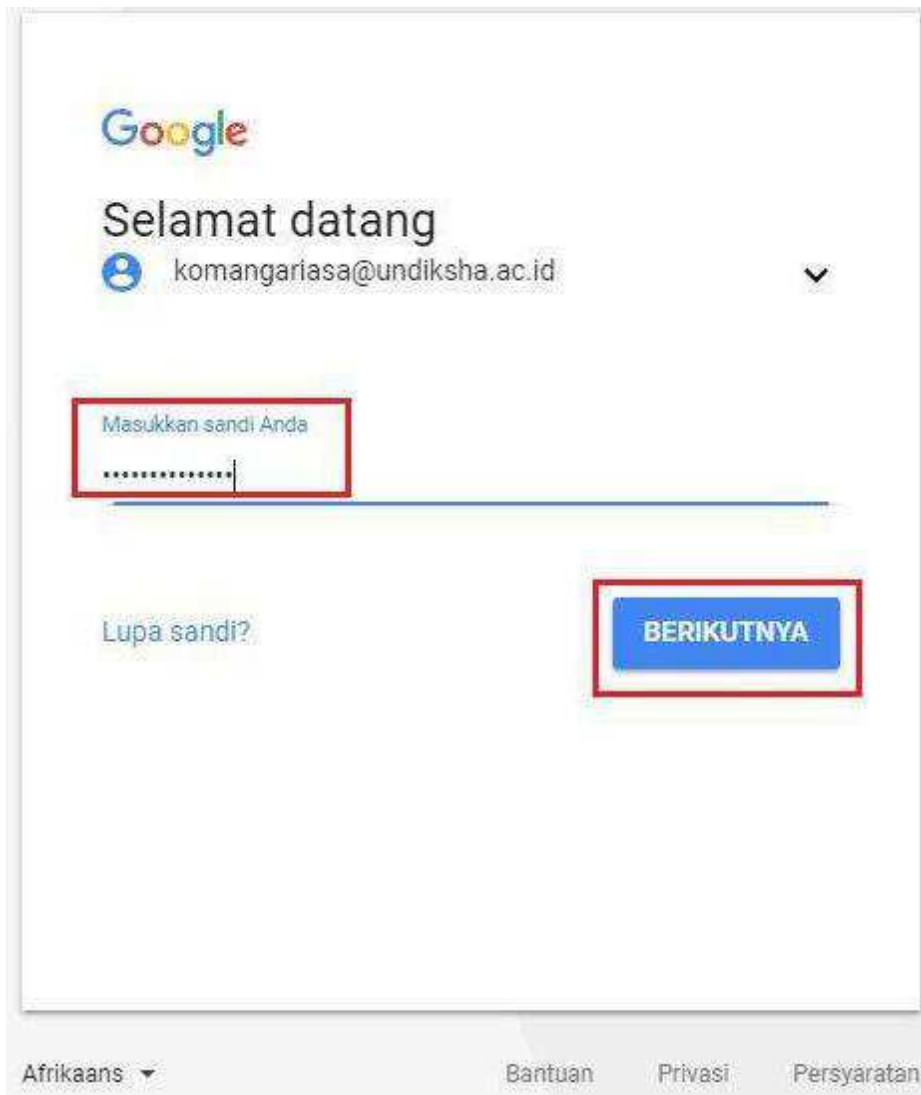 Google
Selamat datang
komangariasa@undiksha.ac.id
Masukkan sandi Anda
••••••••••••••
Lupa sandi?
BERIKUTNYA
Afrikaans
Bantuan
Privasi
Persyaratan